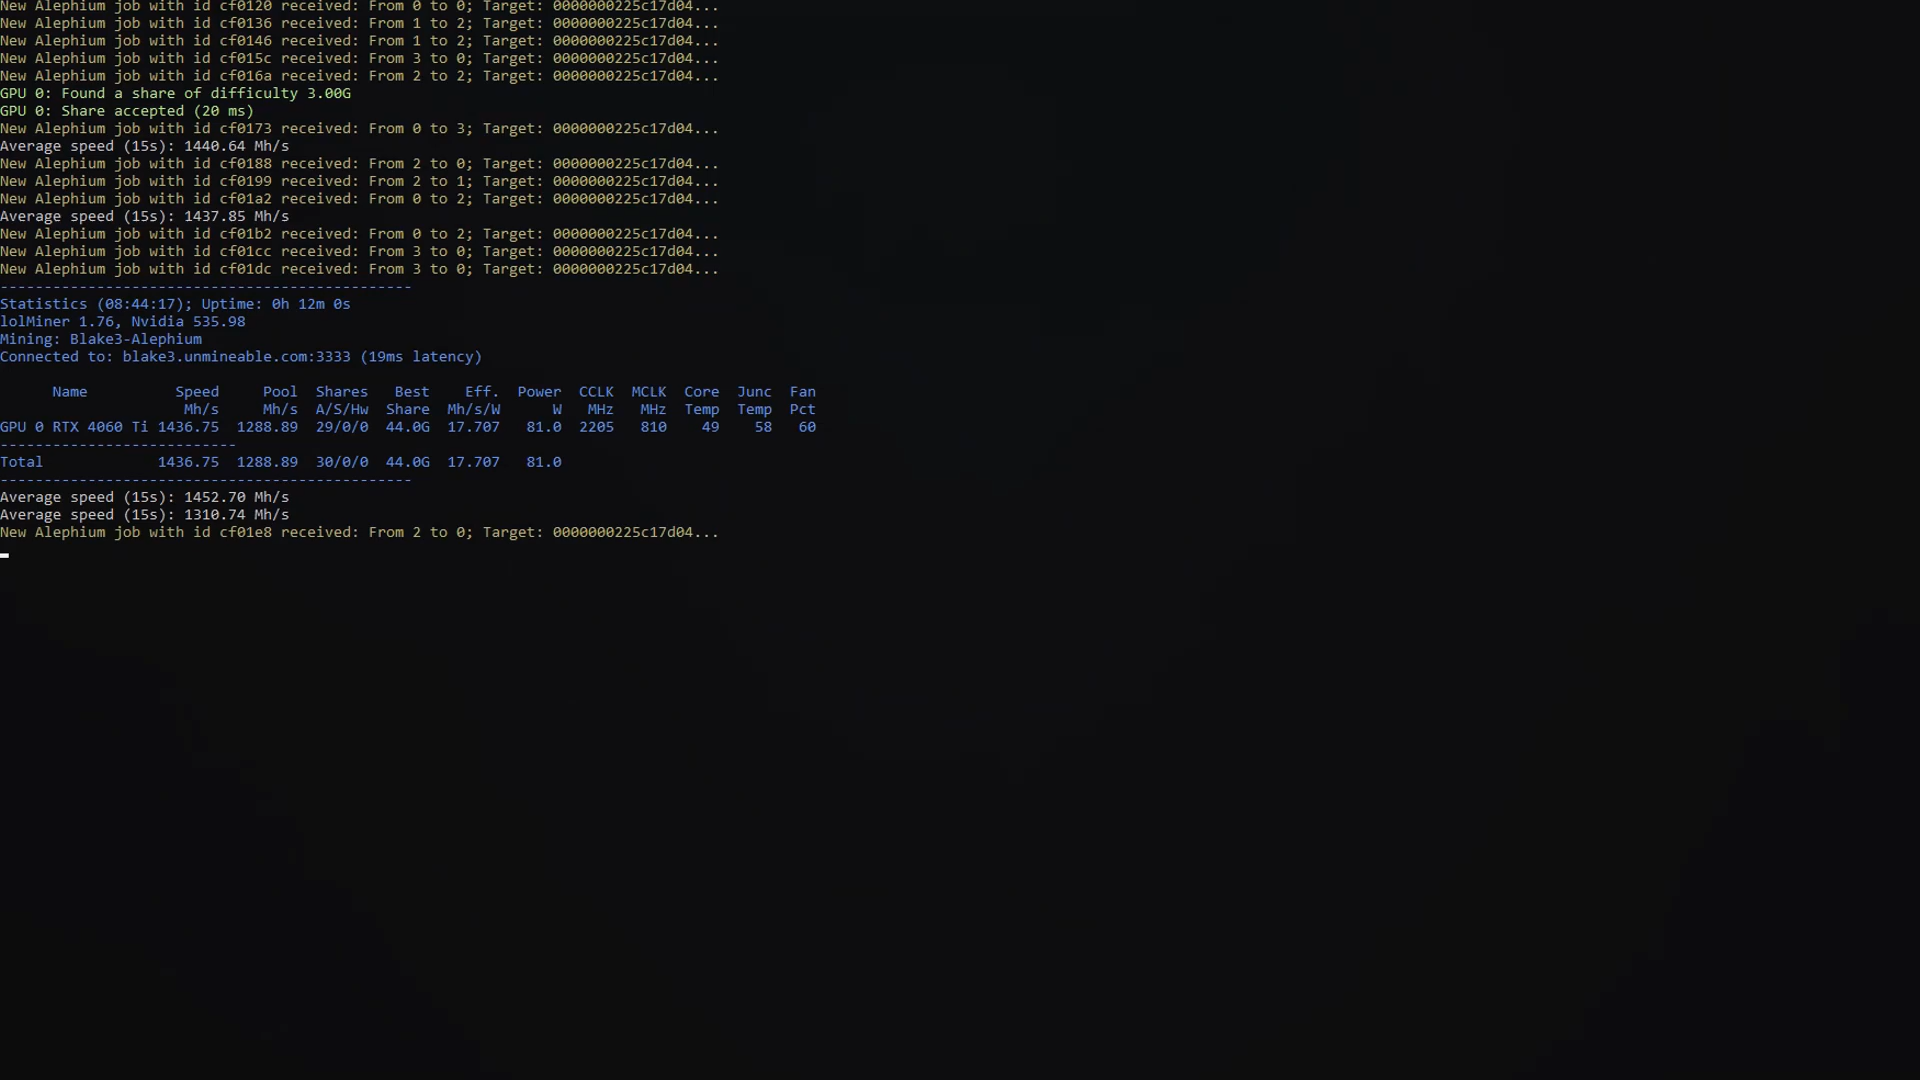 New Alephium job with id cf0120 received: From 0 to 0; Target: 0000000225c17d04...
New Alephium job with id cf0136 received: From 1 to 2; Target: 0000000225c17d04...
New Alephium job with id cf0146 received: From 1 to 2; Target: 0000000225c17d04...
New Alephium job with id cf015c received: From 3 to 0; Target: 0000000225c17d04...
New Alephium job with id cf016a received: From 2 to 2; Target: 0000000225c17d04...
GPU 0: Found a share of difficulty 3.00G
GPU 0: Share accepted (20 ms)
New Alephium job with id cf0173 received: From 0 to 3; Target: 0000000225c17d04...
Average speed (15s): 1440.64 Mh/s
New Alephium job with id cf0188 received: From 2 to 0; Target: 0000000225c17d04...
New Alephium job with id cf0199 received: From 2 to 1; Target: 0000000225c17d04...
New Alephium job with id cf01a2 received: From 0 to 2; Target: 0000000225c17d04...
Average speed (15s): 1437.85 Mh/s
New Alephium job with id cf01b2 received: From 0 to 2; Target: 0000000225c17d04...
New Alephium job with id cf01cc received: From 3 to 0; Target: 0000000225c17d04...
New Alephium job with id cf01dc received: From 3 to 0; Target: 0000000225c17d04...
-----------------------------------------------
Statistics (08:44:17); Uptime: 0h 12m 0s
lolMiner 1.76, Nvidia 535.98
Mining: Blake3-Alephium
Connected to: blake3.unmineable.com:3333 (19ms latency)
Name Speed Pool Shares Best Eff. Power CCLK MCLK Core Junc Fan
Mh/s Mh/s A/S/Hw Share Mh/s/W W MHz MHz Temp Temp Pct
GPU 0 RTX 4060 Ti 1436.75 1288.89 29/0/0 44.0G 17.707 81.0 2205 810 49 58 60
---------------------------
Total 1436.75 1288.89 30/0/0 44.0G 17.707 81.0
-----------------------------------------------
Average speed (15s): 1452.70 Mh/s
Average speed (15s): 1310.74 Mh/s
New Alephium job with id cf01e8 received: From 2 to 0; Target: 0000000225c17d04...